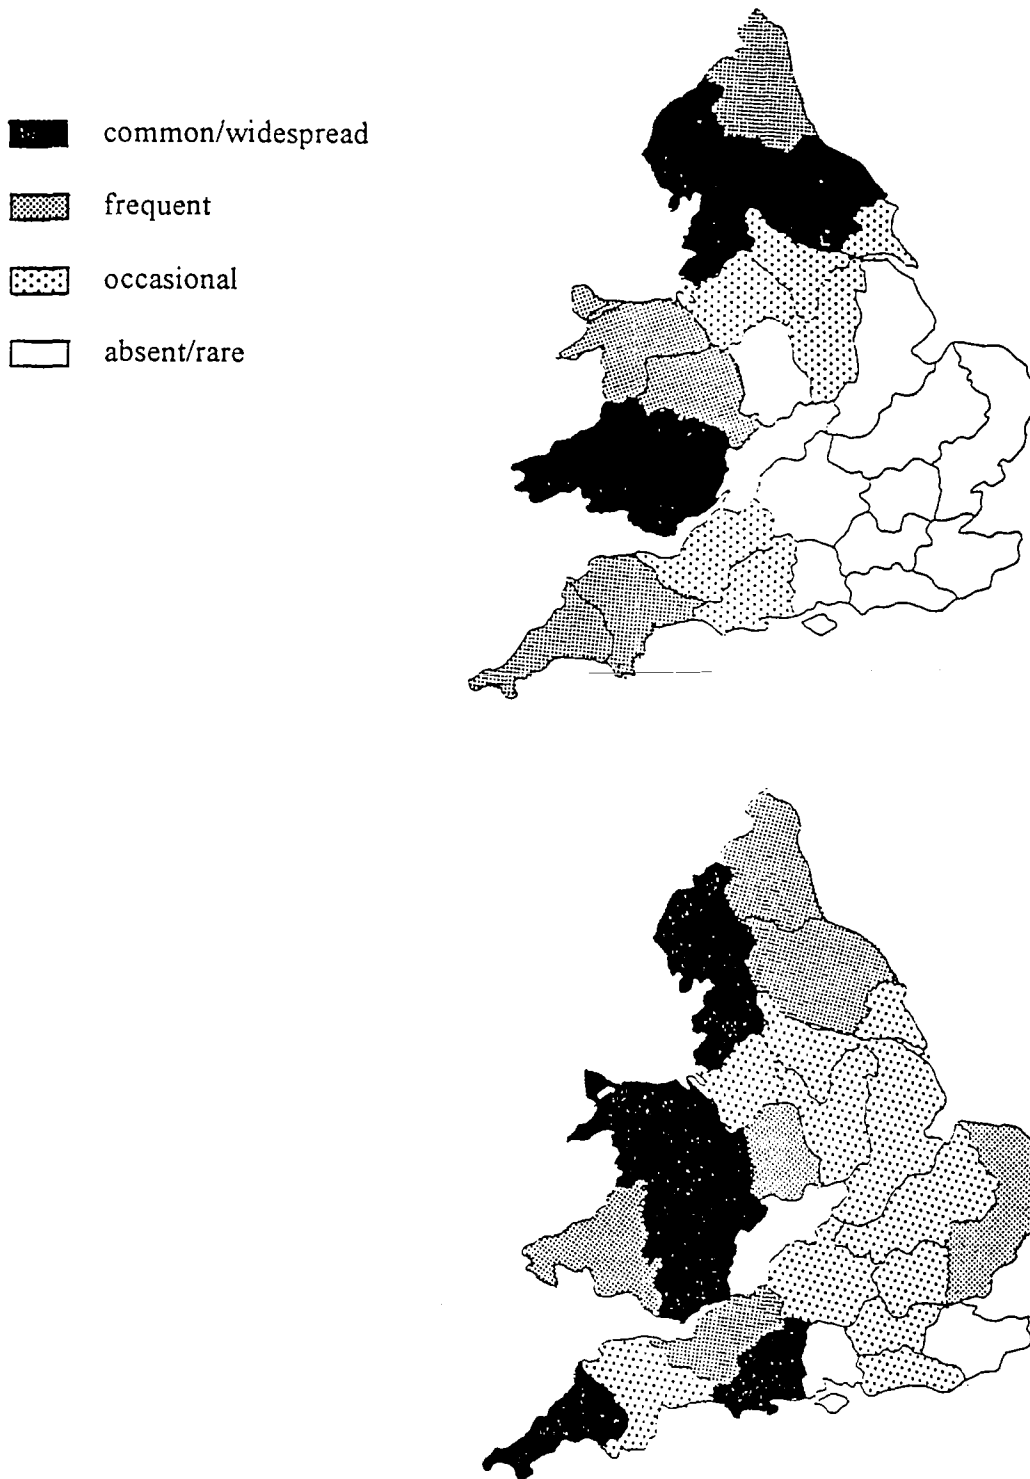 common/widespread
frequent
occasional
absent/rare